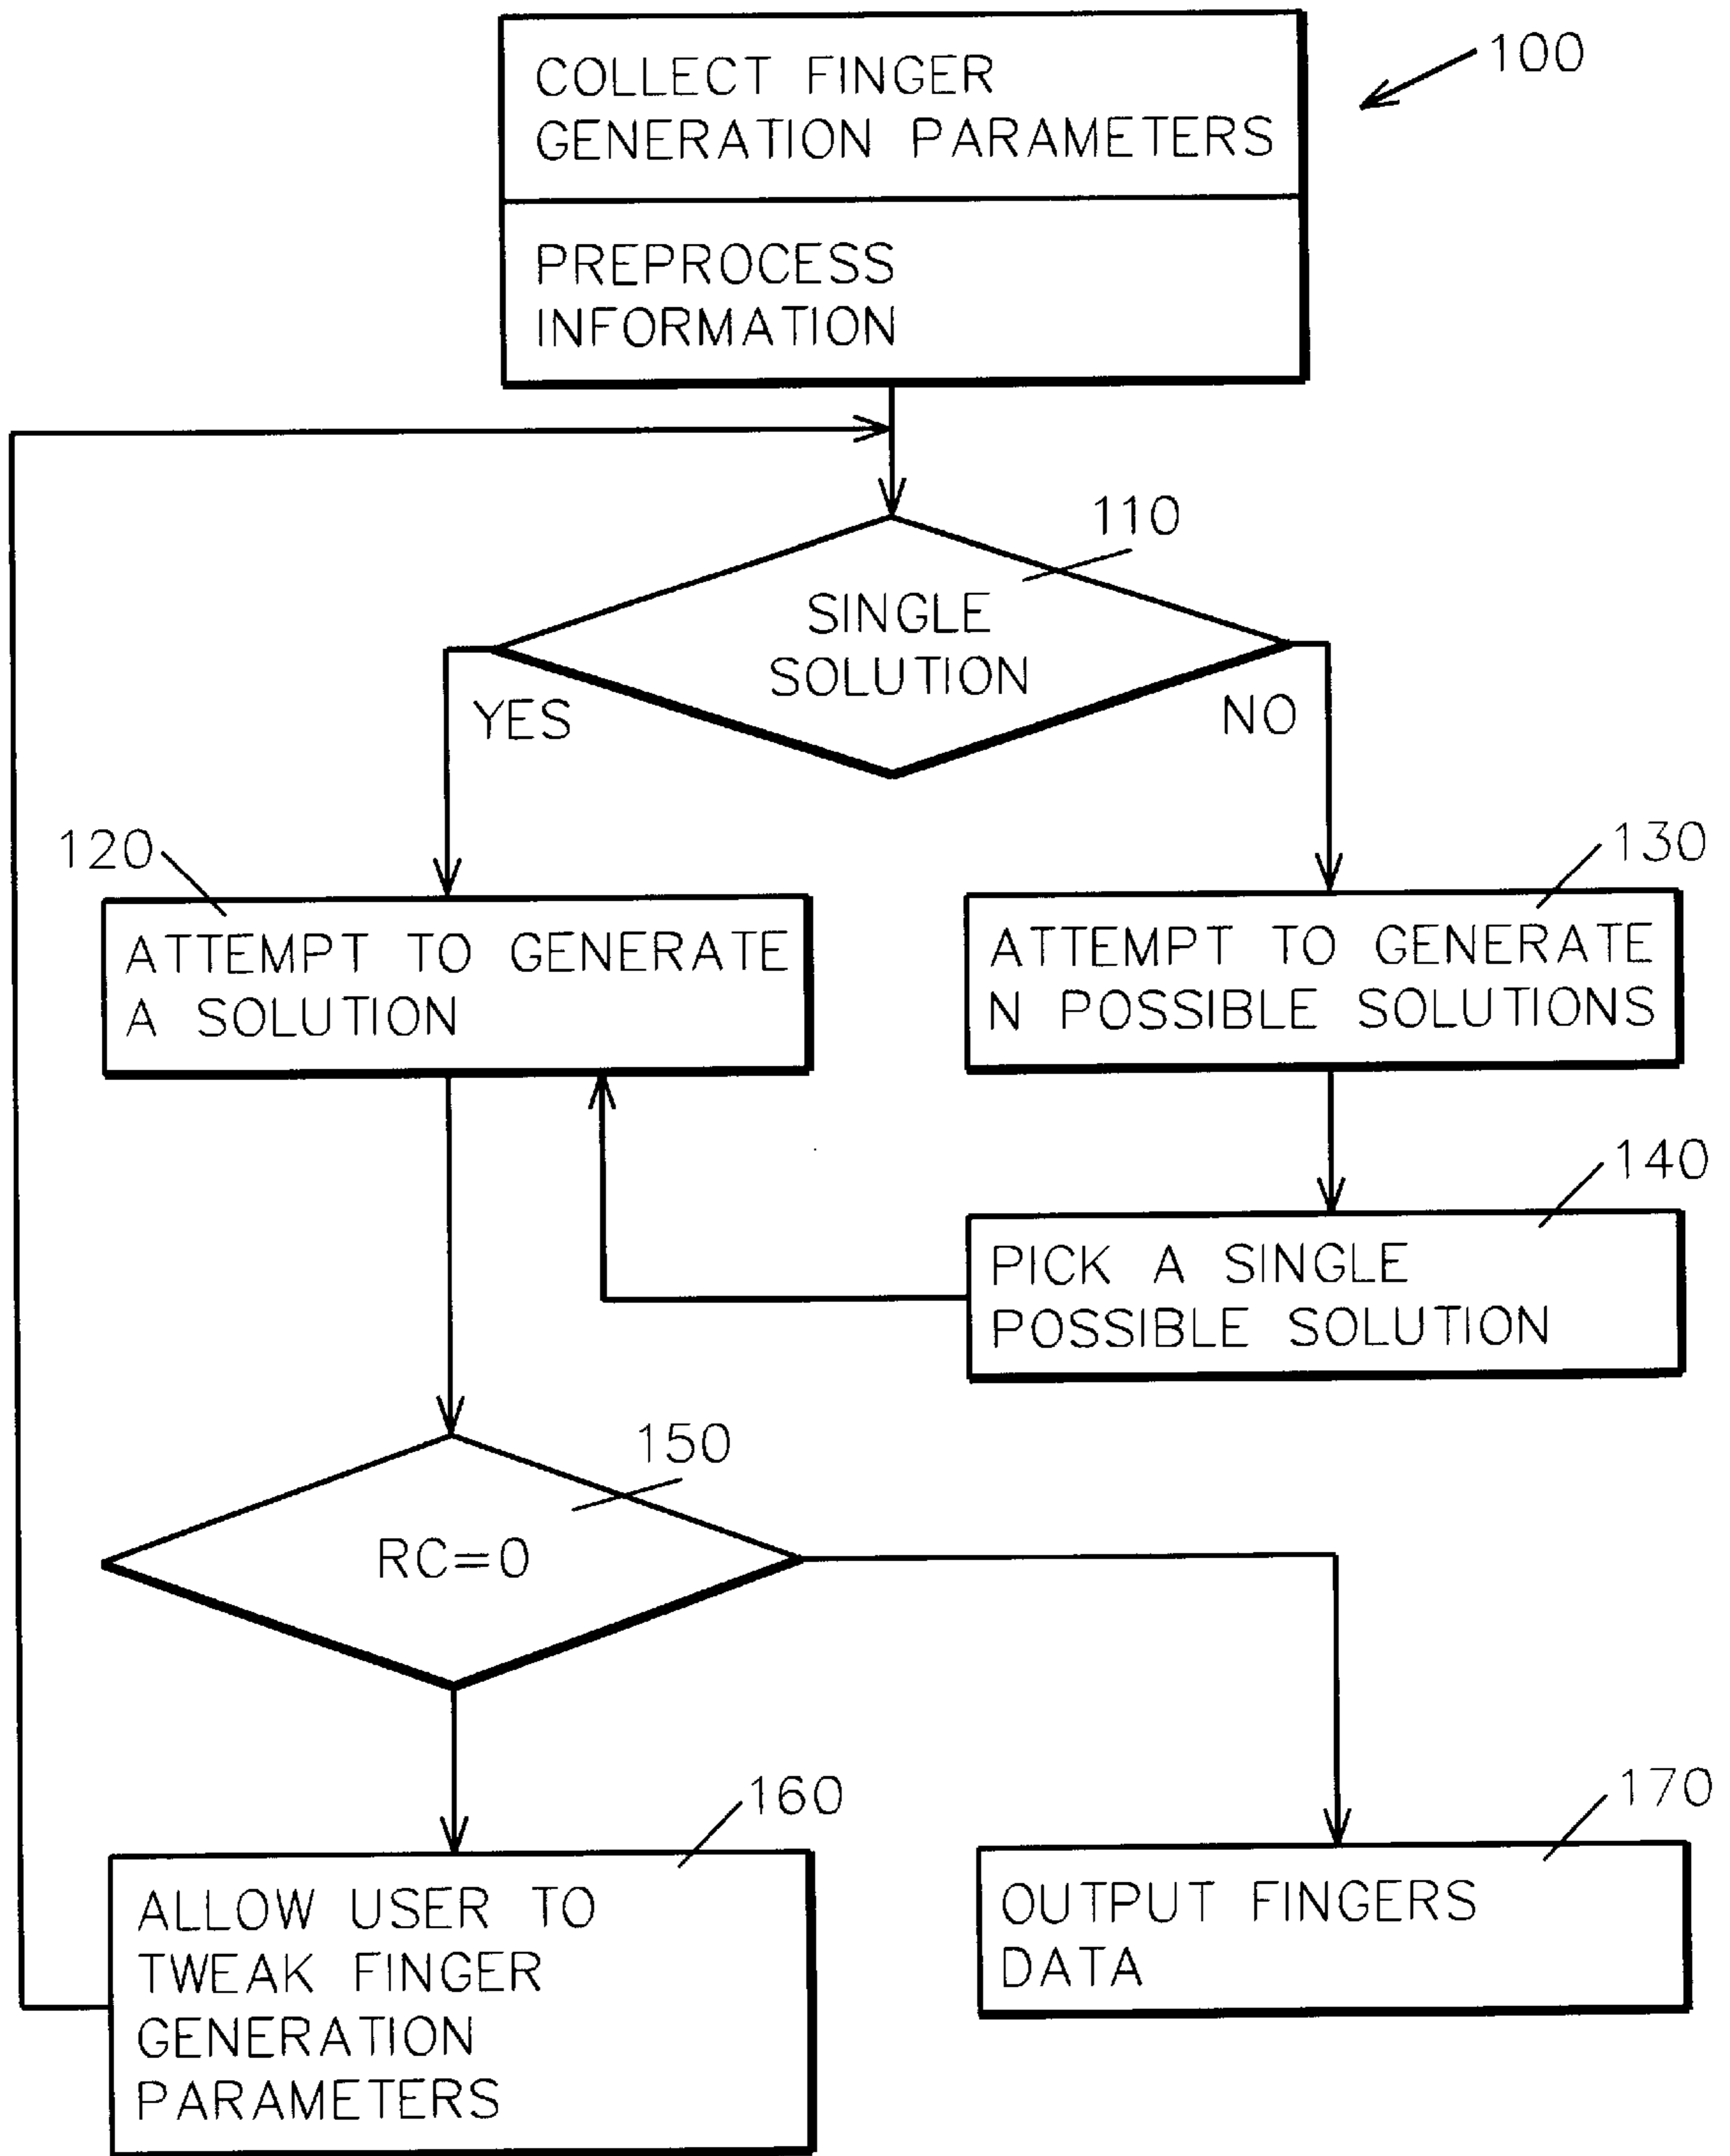 COLLECT FINGER
GENERATION PARAMETERS
100
PREPROCESS
INFORMATION
110
SINGLE
SOLUTION
YES
NO
120
130
ATTEMPT TO GENERATE
A SOLUTION
ATTEMPT TO GENERATE
N POSSIBLE SOLUTIONS
140
PICK A SINGLE
POSSIBLE SOLUTION
150
RC=0
160
170
ALLOW USER TO
TWEAK FINGER
GENERATION
PARAMETERS
OUTPUT FINGERS
DATA